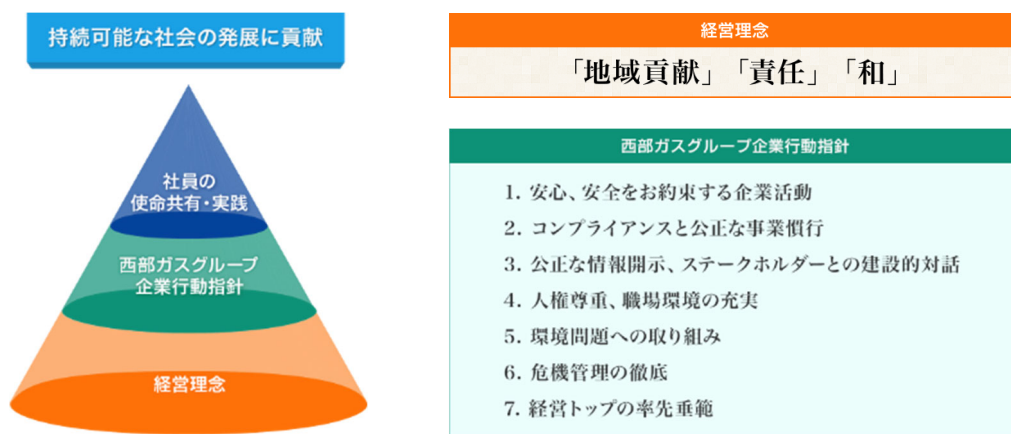 持続可能な社会の発展に貢献
社員の
使命共有・実践
西部ガスグループ
企業行動指針
経営理念
経営理念
「地域貢献」「責任」「和」
西部ガスグループ企業行動指針
1. 安心、安全をお約束する企業活動
2. コンプライアンスと公正な事業慣行
3. 公正な情報開示、ステークホルダーとの建設的対話
4. 人権尊重、職場環境の充実
5. 環境問題への取り組み
6. 危機管理の徹底
7. 経営トップの率先垂範